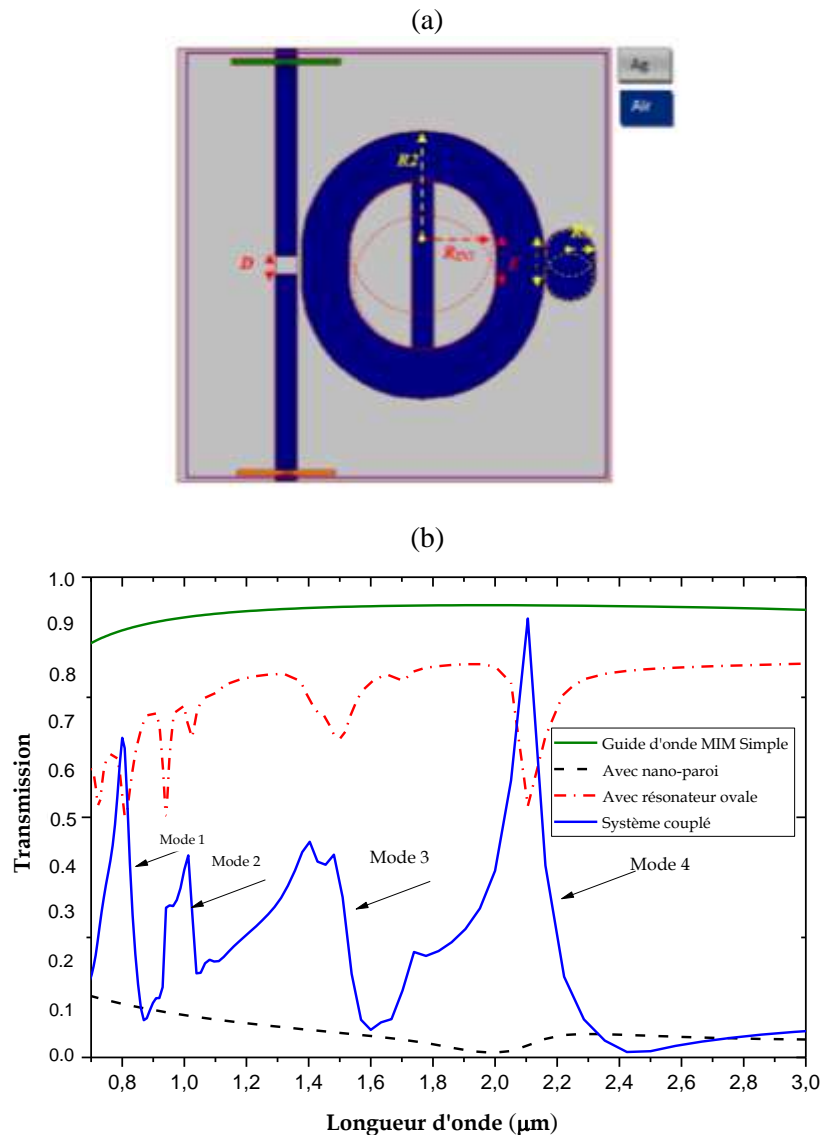 (a)
Ag
Air
R2
D
(b)
1.0
0.9
0.8
0.7
0.6
0.5
0.4
0.3
0.2
0.1
0.0
Transmission
Guide d'onde MIM Simple
Avec nano-paroi
Avec résonateur ovale
Système couplé
Mode 1
Mode 2
Mode 3
Mode 4
0,8 1,0 1,2 1,4 1,6 1,8 2,0 2,2 2,4 2,6 2,8 3,0
Longueur d'onde (µm)